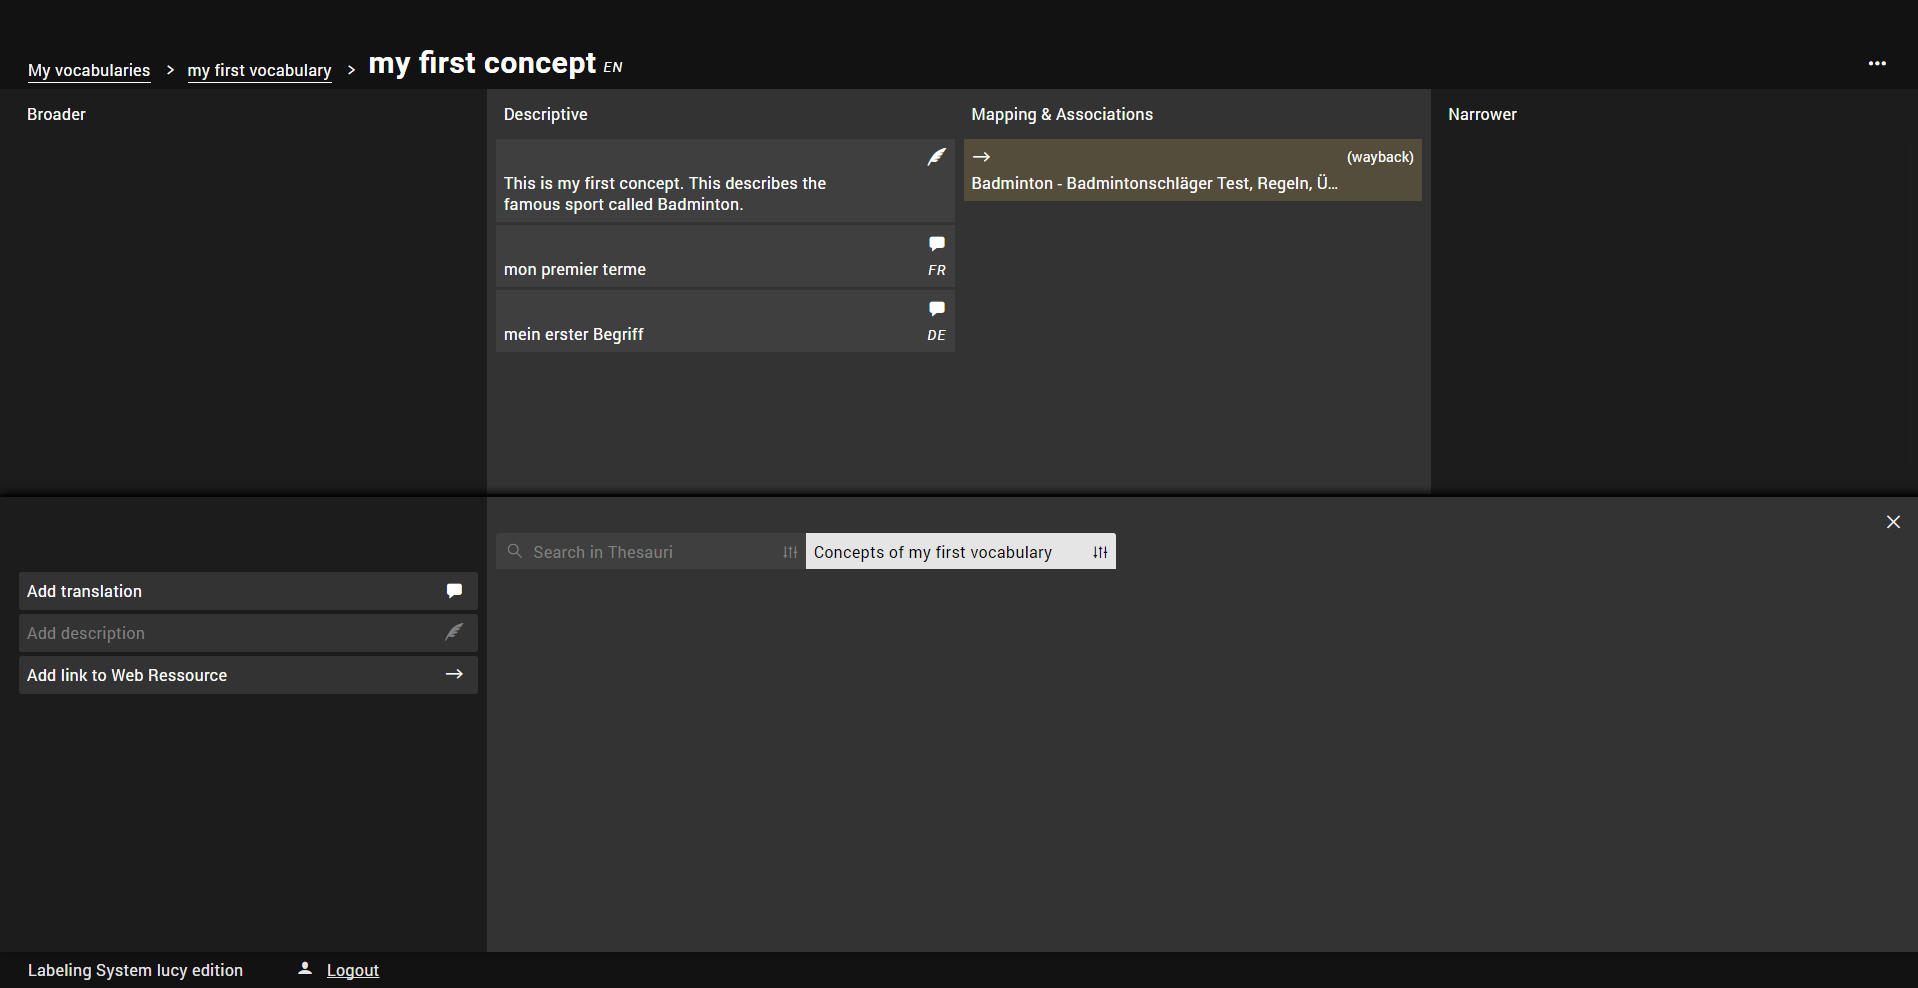 My vocabularies > my first vocabulary > my first concept EN
Broader
Descriptive
This is my first concept. This describes the
famous sport called Badminton.
mon premier terme FR
mein erster Begriff DE
Mapping & Associations
(wayback)
Badminton - Badmintonschläger Test, Regeln, Ü...
Narrower
Add translation
Add description
Add link to Web Ressource
Search in Thesauri
Concepts of my first vocabulary
Labeling System lucy edition
Logout